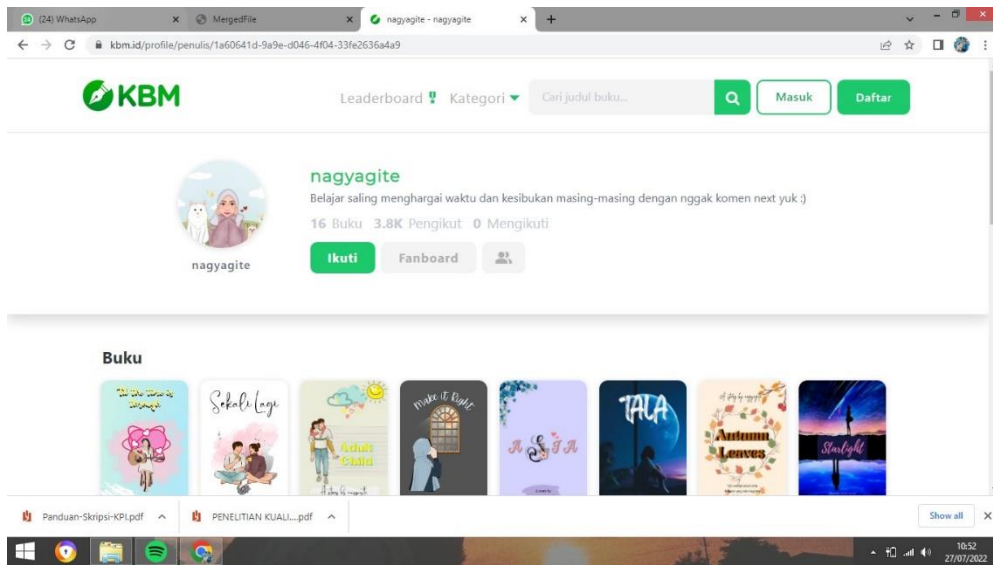 (24) WhatsApp
MergedFile
nagyagite - nagyagite
kbm.id/profile/penulis/1a60641d-9a9e-d046-4f04-33fe2636a4a9
KBM
Leaderboard Kategori Cari judul buku... Masuk Daftar
nagyagite
Belajar saling menghargai waktu dan kesibukan masing-masing dengan nggak komen next yuk :)
16 Buku 3.8K Pengikut 0 Mengikuti
Ikuti Fanboard
nagyagite
Buku
Sekali Lagi
Adult
Child
make it Right
TALA
Autumn
Leaves
Starlight
Panduan-Skripsi-KPI.pdf
PENELITIAN KUALI....pdf
Show all
10:52
27/07/2022